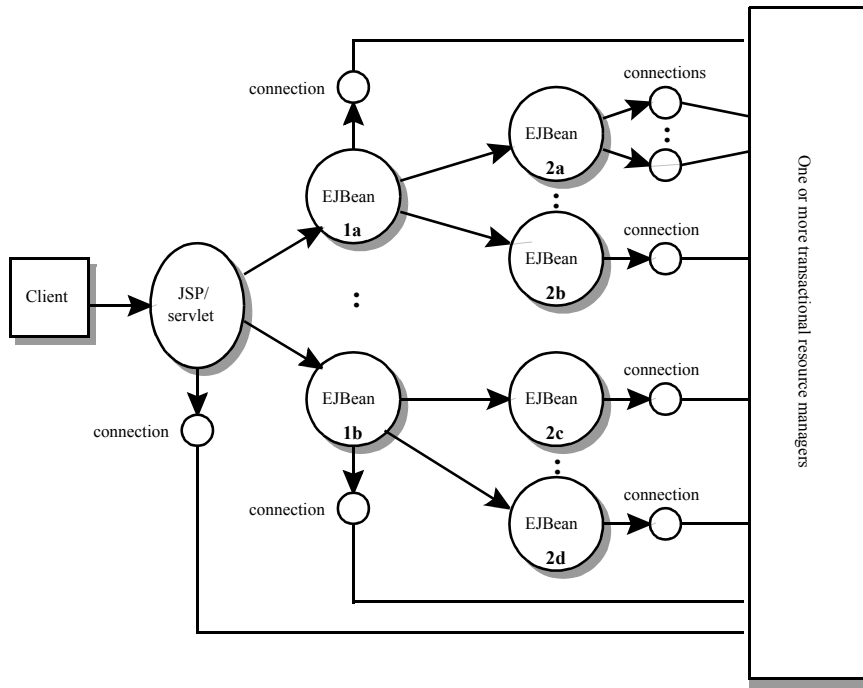 connections
connection
EJBean
2a
EJBean
1a
connection
EJBean
2b
Client
JSP/
servlet
One or more transactional resource managers
connection
EJBean
1b
EJBean
2c
connection
connection
connection
EJBean
2d
connection